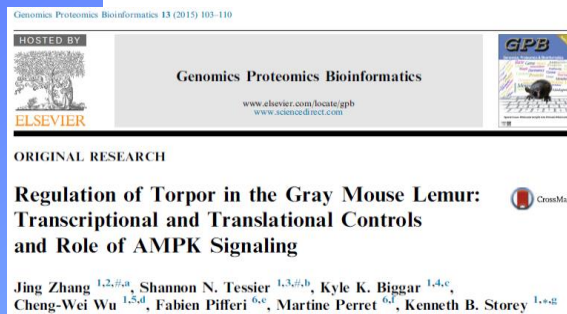 Genomics Proteomics Bioinformatics 13 (2015) 103–110
HOSTED BY
ELSEVIER
Genomics Proteomics Bioinformatics
www.elsevier.com/locate/gpb
www.sciencedirect.com
GPB
ORIGINAL RESEARCH
Regulation of Torpor in the Gray Mouse Lemur:
Transcriptional and Translational Controls
and Role of AMPK Signaling
CrossMa
Jing Zhang 1,2,#,a, Shannon N. Tessier 1,3,#,b, Kyle K. Biggar 1,4,c,
Cheng-Wei Wu 1,5,d, Fabien Pifferi 6,e, Martine Perret 6,f, Kenneth B. Storey 1,*,g